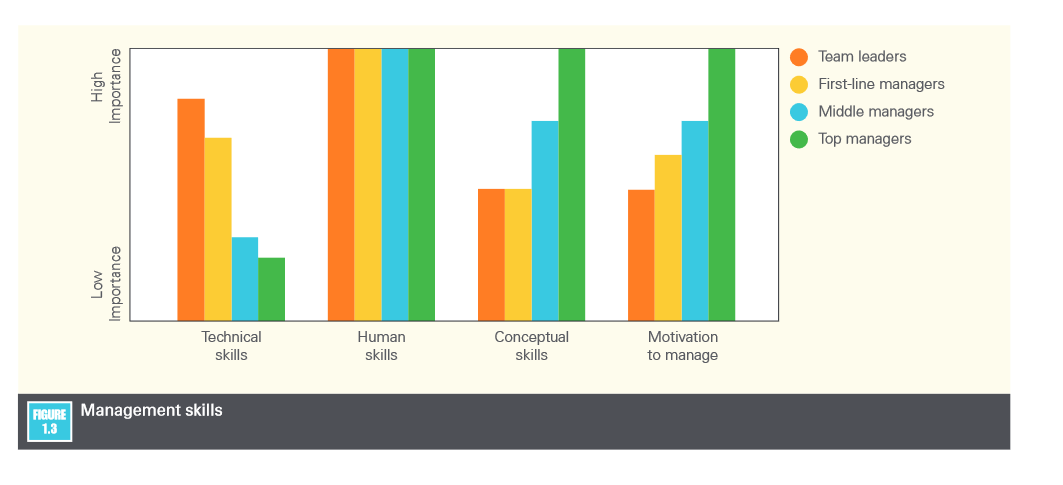 High
Importance
Low
Importance
Technical
skills
Human
skills
Conceptual
skills
Motivation
to manage
Team leaders
First-line managers
Middle managers
Top managers
FIGURE
1.3
Management skills